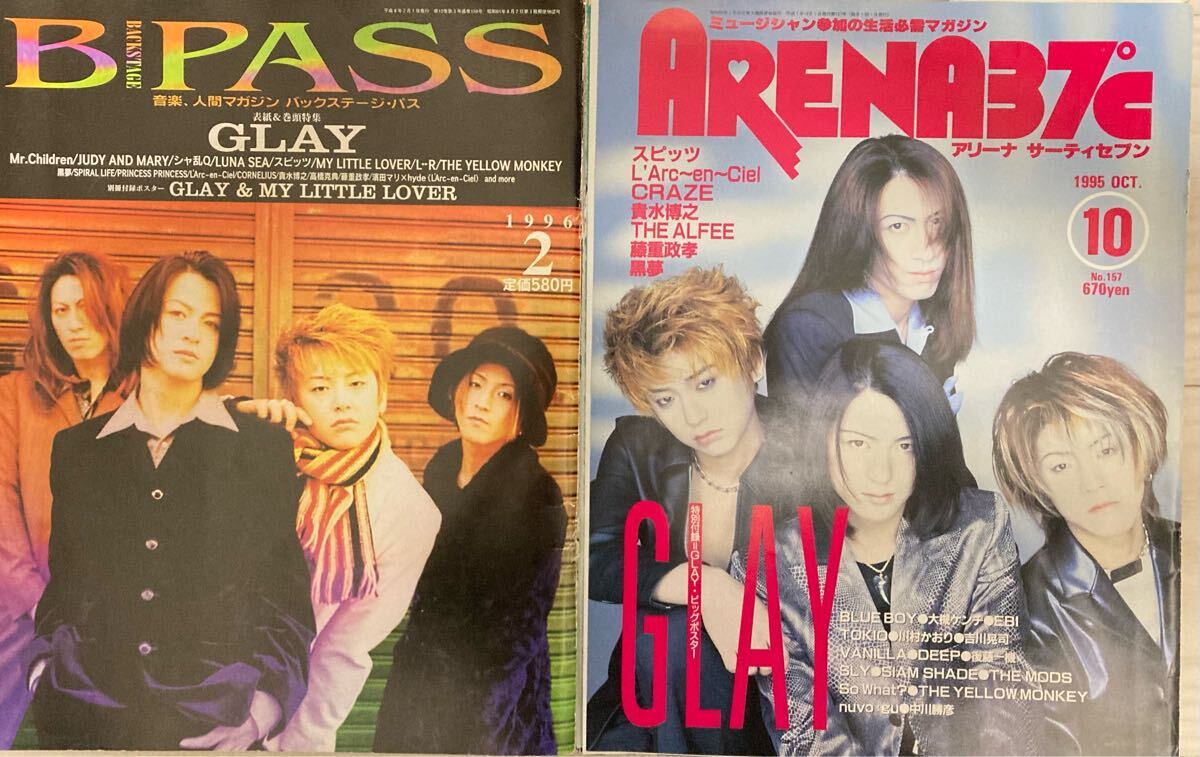 BACKSTAGE
B PASS
音楽、人間マガジン バックステージ・パス
表紙&巻頭特集
GLAY
Mr.Children/JUDY AND MARY/シャ乱Q/LUNA SEA/スピッツ/MY LITTLE LOVER/L⇔R/THE YELLOW MONKEY
黒夢/SPIRAL LIFE/PRINCESS PRINCESS/L'Arc~en~Ciel/CORNELIUS/貴水博之/高橋克典/藤重政孝/濱田マリ×hyde (L'Arc~en~Ciel) and more
別冊付録ポスター GLAY & MY LITTLE LOVER
1996
2
定価580円
ミュージシャン●加の生活必需マガジン
ARENA37℃
アリーナ サーティセブン
1995 OCT.
10
No.157
670yen
スピッツ
L'Arc~en~Ciel
CRAZE
貴水博之
THE ALFEE
藤重政孝
黒夢
GLAY
特別付録=GLAY・ビッグポスター
BLUE BOY●大槻ケンヂ●EBI
TOKIO●川村かおり●吉川晃司
VANILLA●DEEP●後藤一機
SLY●SIAM SHADE●THE MODS
So What?●THE YELLOW MONKEY
nuvo:gu●中川勝彦